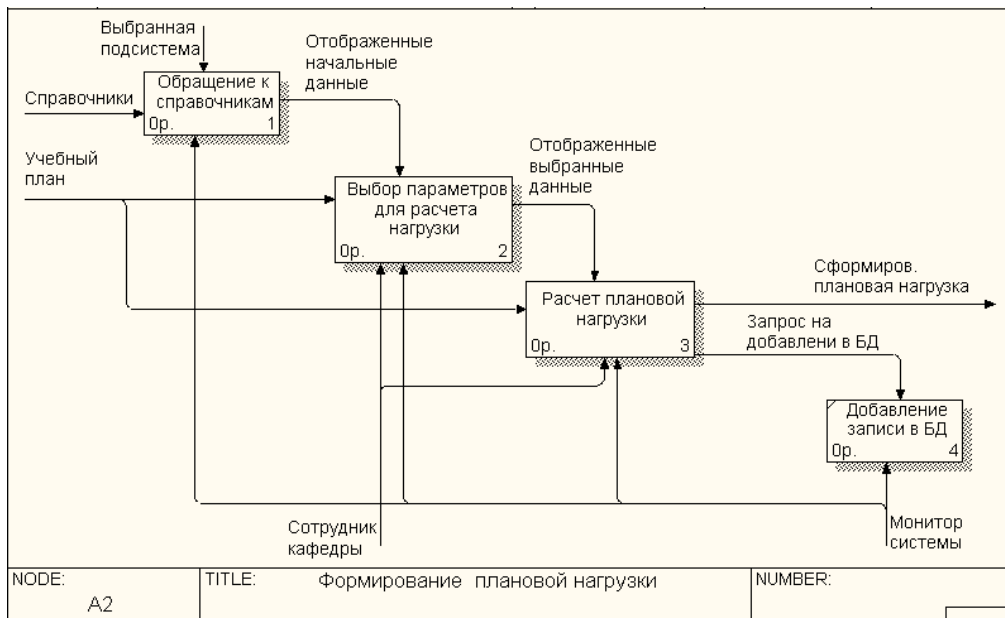 Выбранная
подсистема
Отображенные
начальные
данные
Справочники
Обращение к
справочникам
0р. 1
Учебный
план
Отображенные
выбранные
данные
Выбор параметров
для расчета
нагрузки
0р. 2
Сформиров.
плановая нагрузка
Расчет плановой
нагрузки
0р. 3
Запрос на
добавлени в БД
Добавление
записи в БД
0р. 4
Сотрудник
кафедры
Монитор
системы
NODE: TITLE: Формирование плановой нагрузки NUMBER:
A2